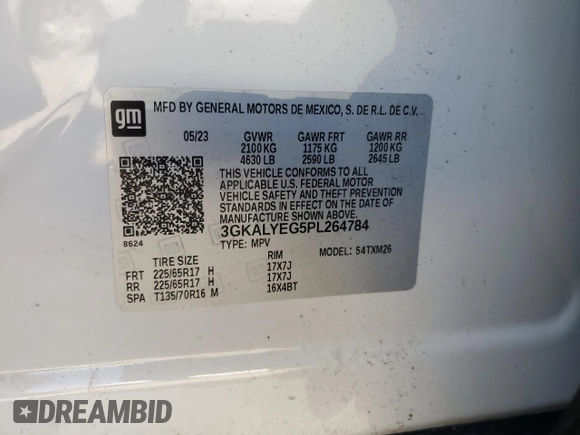 gm
MFD BY GENERAL MOTORS DE MEXICO, S. DE R.L. DE C.V.
05/23 GVWR GAWR FRT GAWR RR
2100 KG 1175 KG 1200 KG
4630 LB 2590 LB 2645 LB
THIS VEHICLE CONFORMS TO ALL
APPLICABLE U.S. FEDERAL MOTOR
VEHICLE SAFETY AND THEFT PREVENTION
STANDARDS IN EFFECT ON THE DATE OF
MANUFACTURE SHOWN ABOVE.
3GKALYEG5PL264784
8624
TYPE: MPV MODEL: 54TXM26
TIRE SIZE RIM
FRT 225/65R17 H 17X7J
RR 225/65R17 H 17X7J
SPA T135/70R16 M 16X4BT
DREAMBID